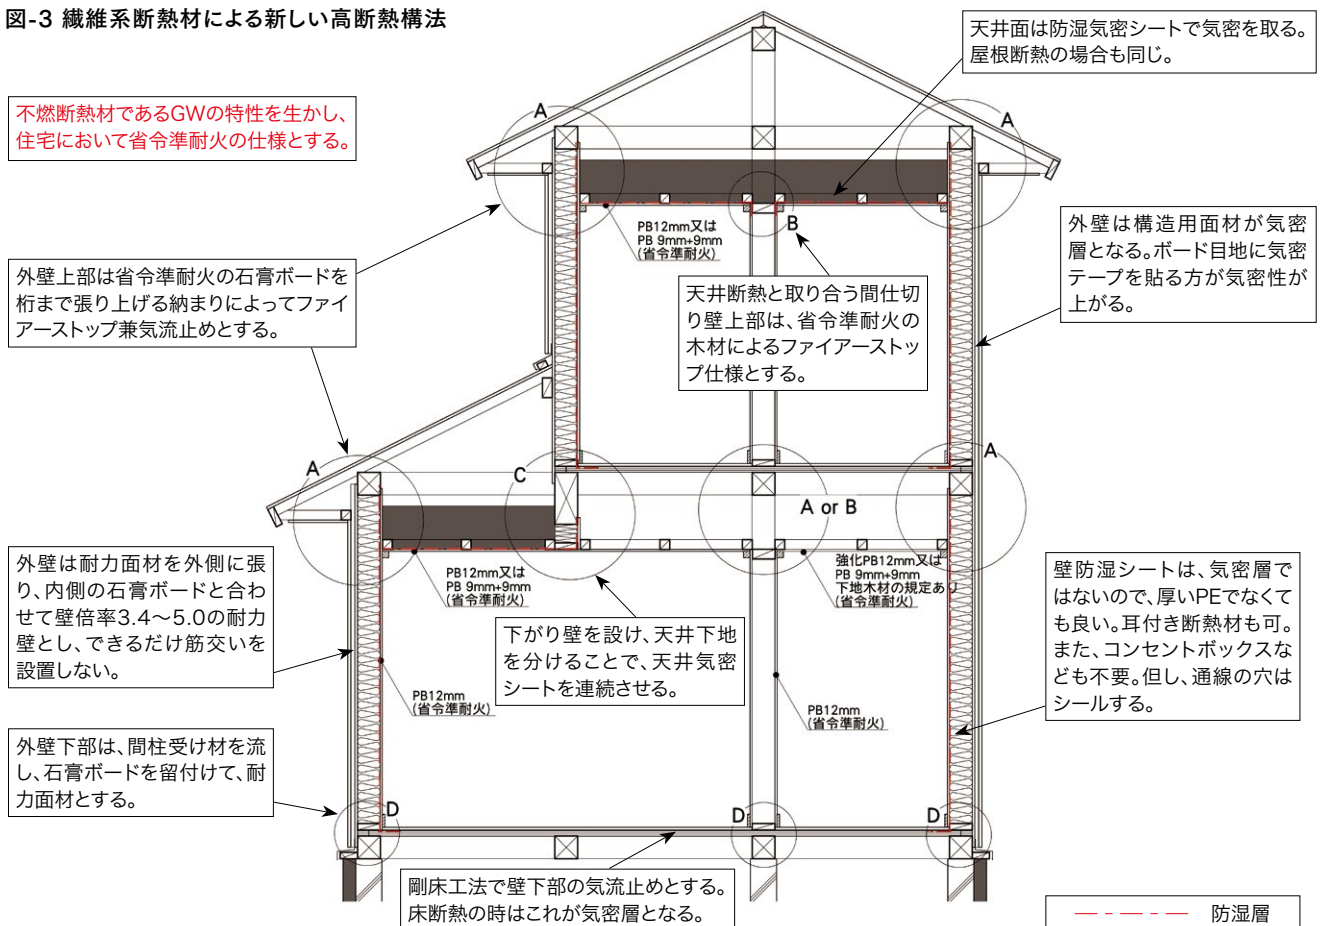 図-3 繊維系断熱材による新しい高断熱構法
天井面は防湿気密シートで気密を取る。
屋根断熱の場合も同じ。
不燃断熱材であるGWの特性を生かし、
住宅において省令準耐火の仕様とする。
A
A
PB12mm又は
PB 9mm+9mm
(省令準耐火)
B
外壁は構造用面材が気密
層となる。ボード目地に気密
テープを貼る方が気密性が
上がる。
外壁上部は省令準耐火の石膏ボードを
桁まで張り上げる納まりによってファイ
アーストップ兼気流止めとする。
天井断熱と取り合う間仕切
り壁上部は、省令準耐火の
木材によるファイアーストッ
プ仕様とする。
A
C
A
A or B
外壁は耐力面材を外側に張
り、内側の石膏ボードと合わ
せて壁倍率3.4〜5.0の耐力
壁とし、できるだけ筋交いを
設置しない。
PB12mm又は
PB 9mm+9mm
(省令準耐火)
強化PB12mm又は
PB 9mm+9mm
下地木材の規定あり
(省令準耐火)
壁防湿シートは、気密層で
はないので、厚いPEでなくて
も良い。耳付き断熱材も可。
また、コンセントボックスな
ども不要。但し、通線の穴は
シールする。
下がり壁を設け、天井下地
を分けることで、天井気密
シートを連続させる。
PB12mm
(省令準耐火)
PB12mm
(省令準耐火)
外壁下部は、間柱受け材を流
し、石膏ボードを留付けて、耐
力面材とする。
D
D
D
剛床工法で壁下部の気流止めとする。
床断熱の時はこれが気密層となる。
防湿層